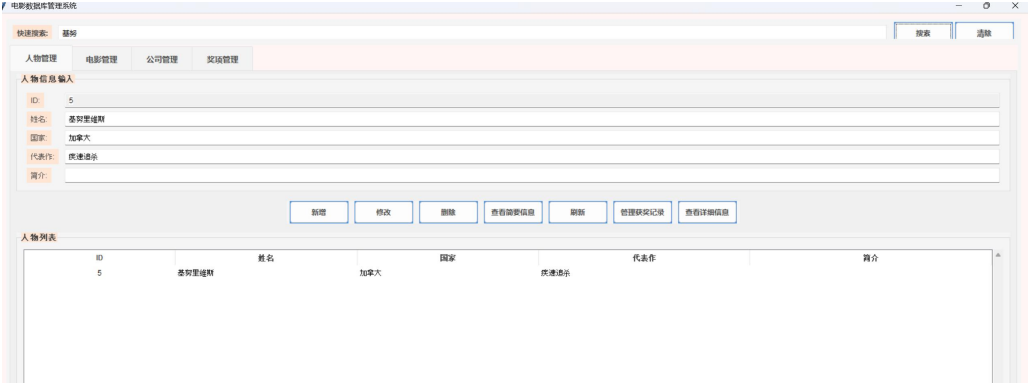 电影数据库管理系统
快速搜索: 基努 搜索 清除
人物管理 电影管理 公司管理 奖项管理
人物信息输入
ID: 5
姓名: 基努里维斯
国家: 加拿大
代表作: 疾速追杀
简介:
新增 修改 删除 查看简要信息 刷新 管理获奖记录 查看详细信息
人物列表
ID 姓名 国家 代表作 简介
5 基努里维斯 加拿大 疾速追杀